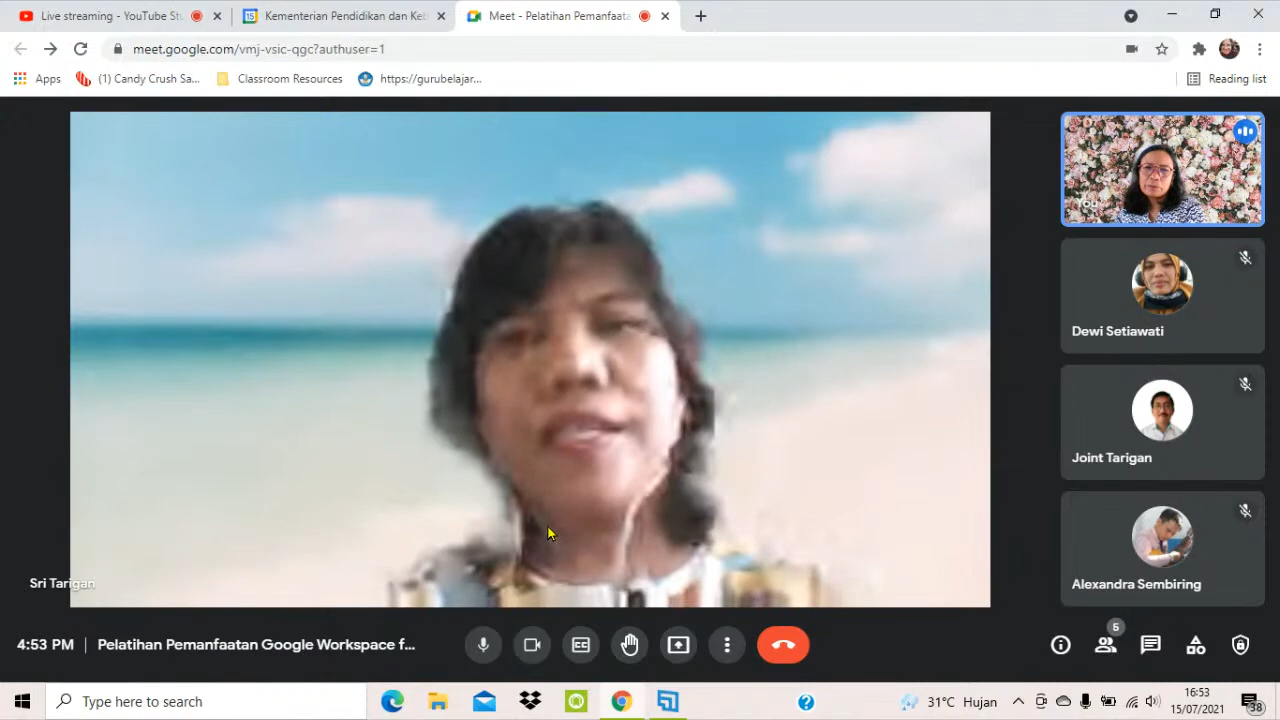 Live streaming - YouTube St
Kementerian Pendidikan dan Ke
Meet - Pelatihan Pemanfaata
meet.google.com/vmj-vsic-qgc?authuser=1
Apps
(1) Candy Crush Sa...
Classroom Resources
https://gurubelajar...
Reading list
You
Dewi Setiawati
Joint Tarigan
Alexandra Sembiring
Sri Tarigan
4:53 PM | Pelatihan Pemanfaatan Google Workspace f...
CC
5
Type here to search
31°C Hujan
16:53
15/07/2021
38